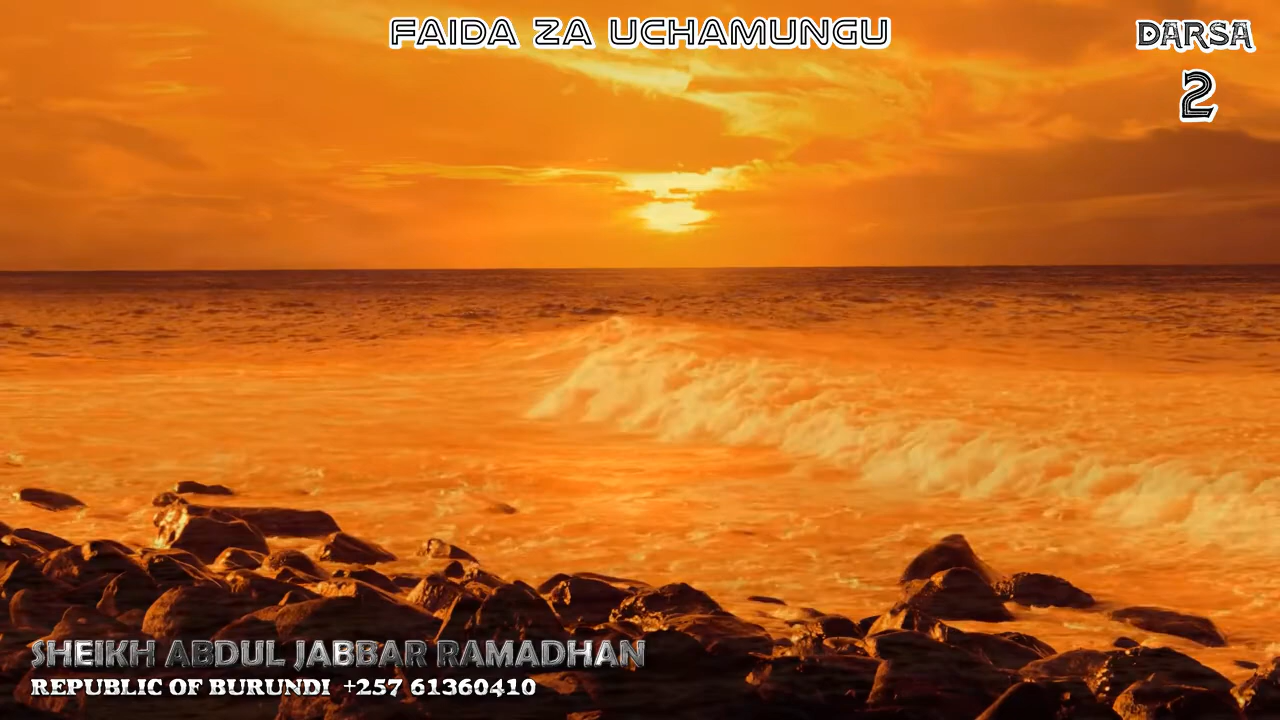 FAIDA ZA UCHAMUNGU
DARSA
2
SHEIKH ABDUL JABBAR RAMADHAN
REPUBLIC OF BURUNDI +257 61360410